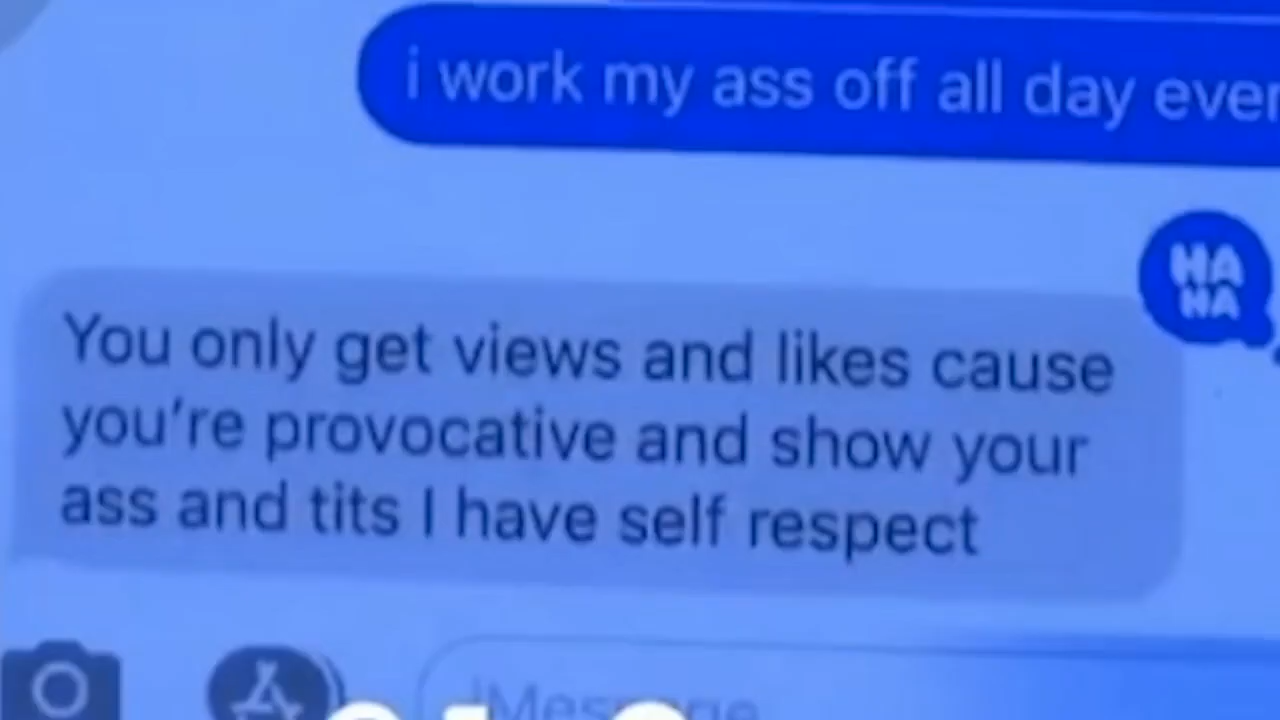 i work my ass off all day
HA
HA
You only get views and likes cause
you're provocative and show your
ass and tits I have self respect
iMessage